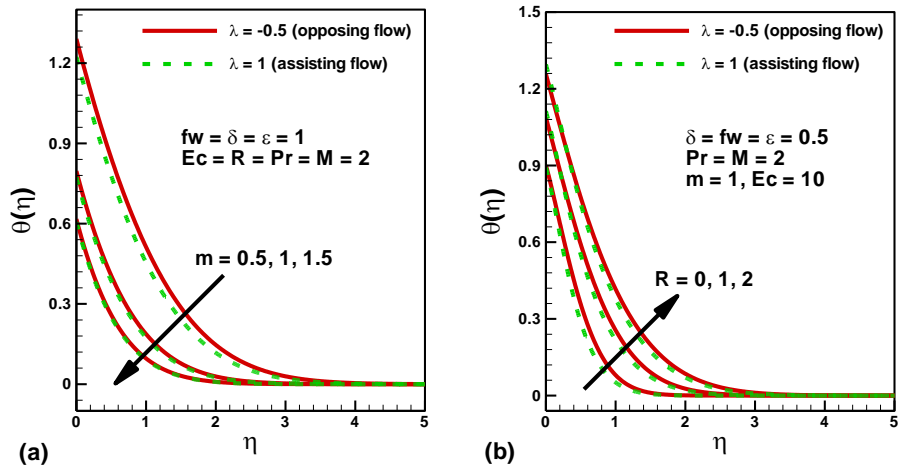 λ = -0.5 (opposing flow)
λ = 1 (assisting flow)
fw = δ = ε = 1
Ec = R = Pr = M = 2
m = 0.5, 1, 1.5
θ(η)
1.2
0.9
0.6
0.3
0
0 1 2 3 4 5
η
(a)
λ = -0.5 (opposing flow)
λ = 1 (assisting flow)
δ = fw = ε = 0.5
Pr = M = 2
m = 1, Ec = 10
R = 0, 1, 2
θ(η)
1.5
1.2
0.9
0.6
0.3
0
0 1 2 3 4 5
η
(b)